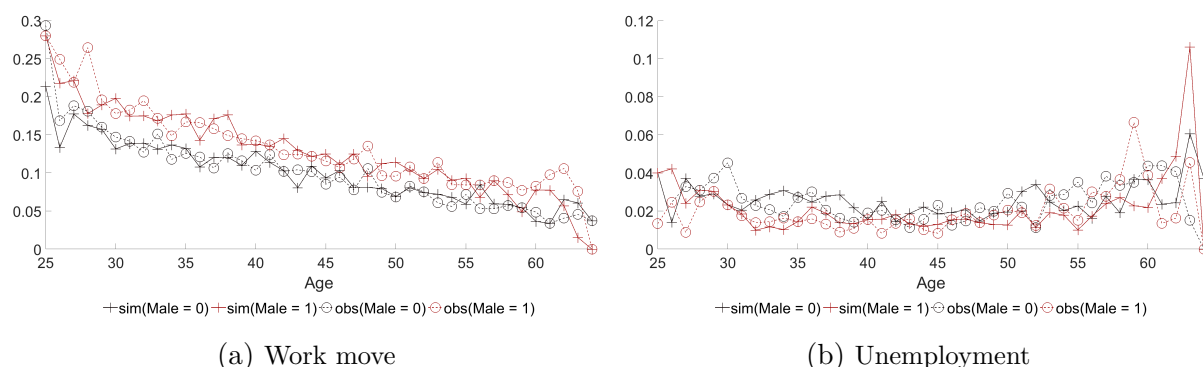 0.3
0.25
0.2
0.15
0.1
0.05
0
25 30 35 40 45 50 55 60
Age
sim(Male = 0) sim(Male = 1) obs(Male = 0) obs(Male = 1)
(a) Work move
0.12
0.1
0.08
0.06
0.04
0.02
0
25 30 35 40 45 50 55 60
Age
sim(Male = 0) sim(Male = 1) obs(Male = 0) obs(Male = 1)
(b) Unemployment